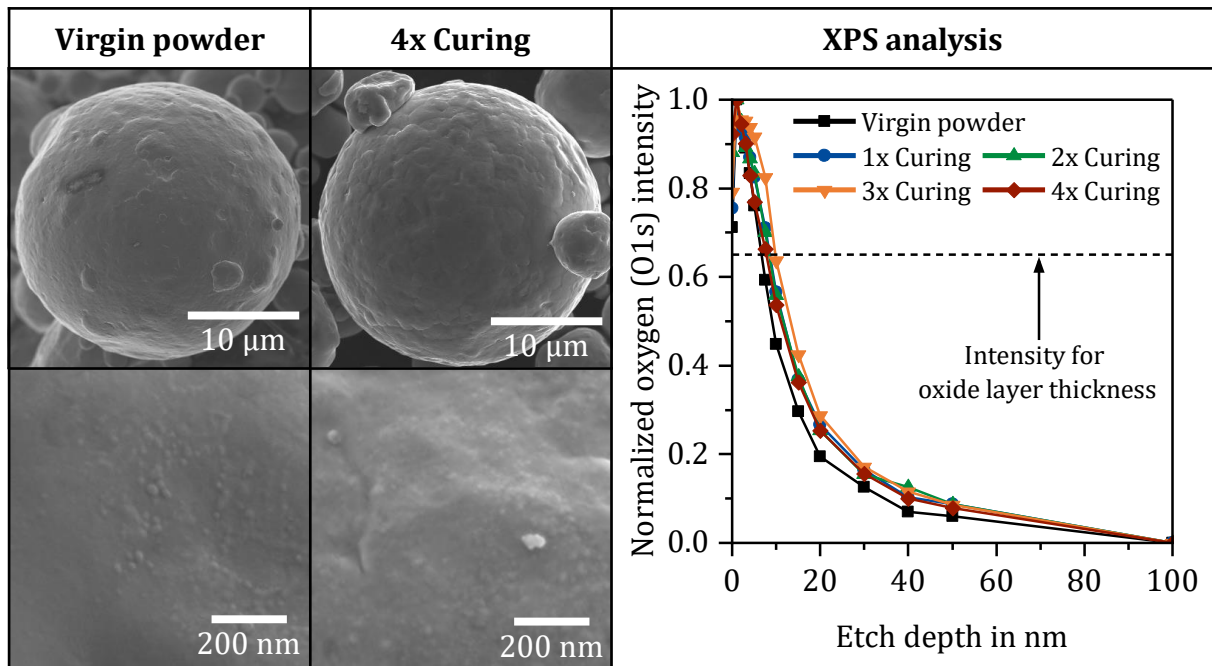 Virgin powder
4x Curing
XPS analysis
10 µm
10 µm
200 nm
200 nm
Normalized oxygen (O1s) intensity
1.0
0.8
0.6
0.4
0.2
0.0
Virgin powder
1x Curing
2x Curing
3x Curing
4x Curing
Intensity for
oxide layer thickness
0
20
40
60
80
100
Etch depth in nm